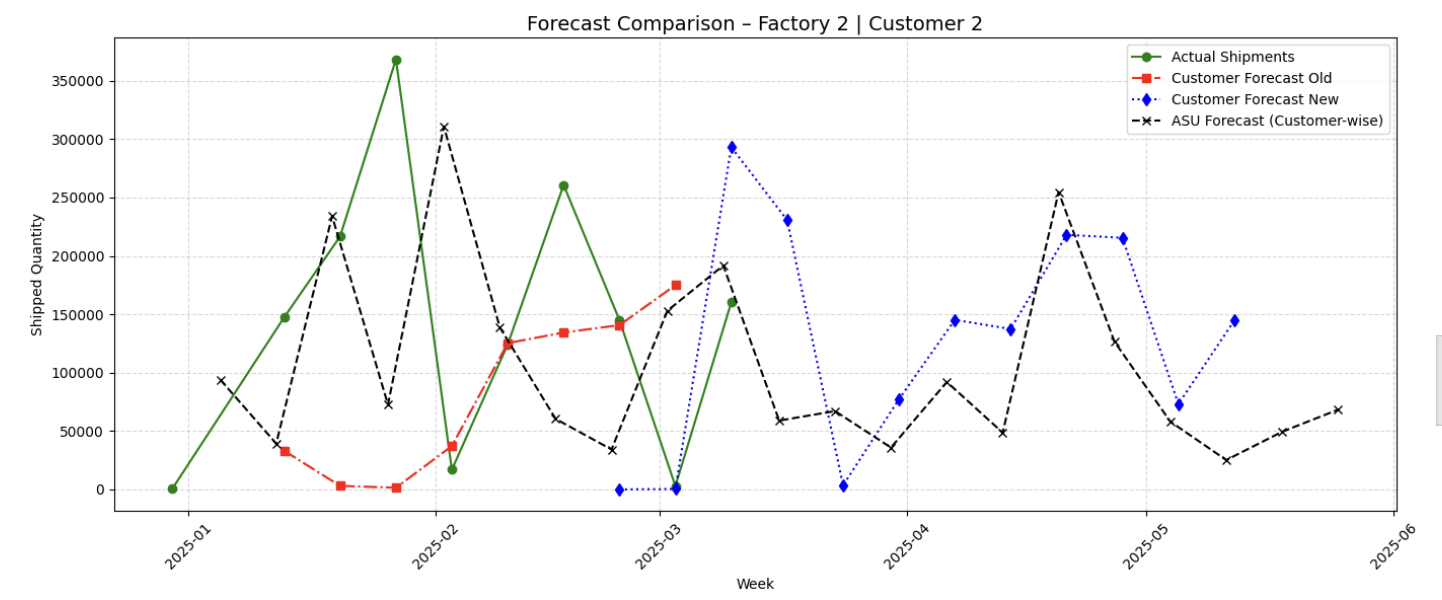 Forecast Comparison – Factory 2 | Customer 2
Actual Shipments
Customer Forecast Old
Customer Forecast New
ASU Forecast (Customer-wise)
Shipped Quantity
350000
300000
250000
200000
150000
100000
50000
0
2025-01
2025-02
2025-03
2025-04
2025-05
2025-06
Week